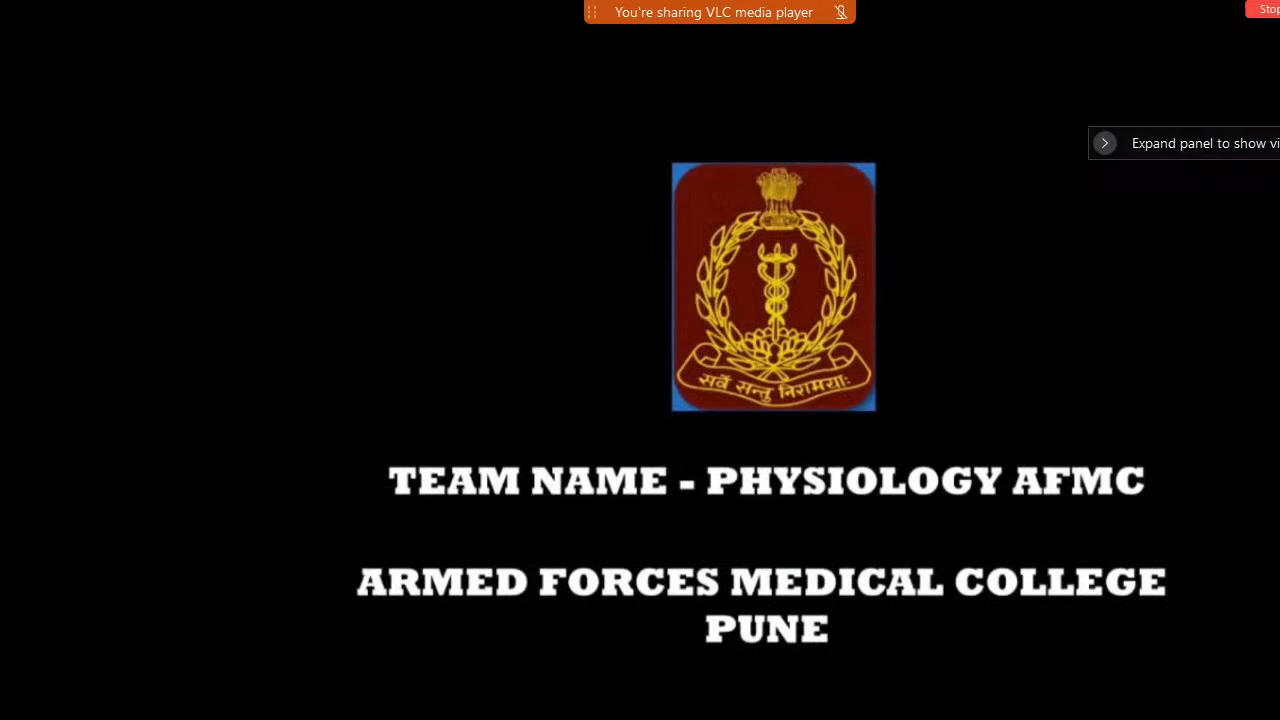 You're sharing VLC media player
Stop
Expand panel to show vi
सर्वे सन्तु निरामयाः
TEAM NAME - PHYSIOLOGY AFMC
ARMED FORCES MEDICAL COLLEGE
PUNE